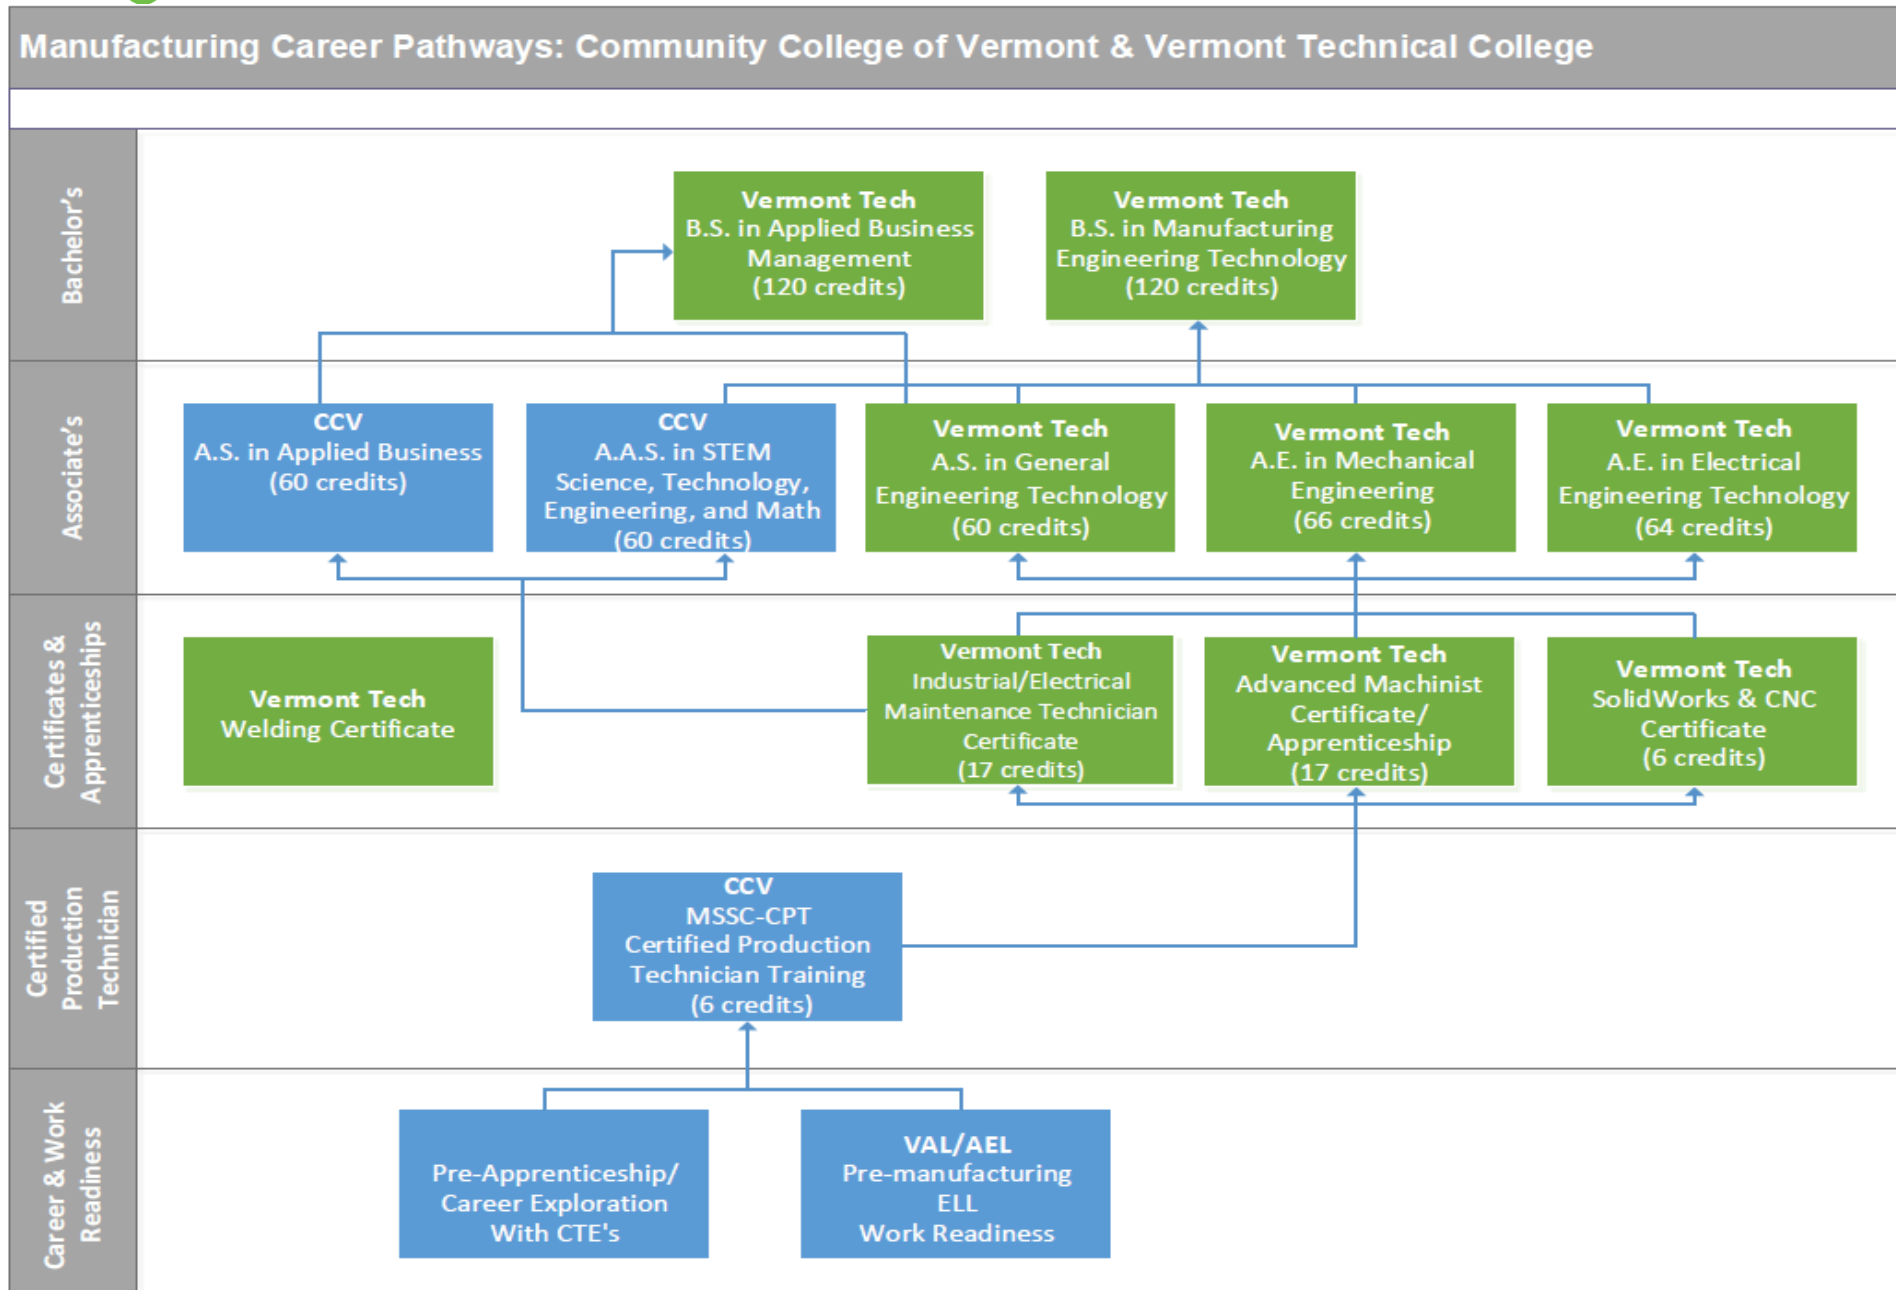 Manufacturing Career Pathways: Community College of Vermont & Vermont Technical College
Bachelor's
Vermont Tech
B.S. in Applied Business
Management
(120 credits)
Vermont Tech
B.S. in Manufacturing
Engineering Technology
(120 credits)
Associate's
CCV
A.S. in Applied Business
(60 credits)
CCV
A.A.S. in STEM
Science, Technology,
Engineering, and Math
(60 credits)
Vermont Tech
A.S. in General
Engineering Technology
(60 credits)
Vermont Tech
A.E. in Mechanical
Engineering
(66 credits)
Vermont Tech
A.E. in Electrical
Engineering Technology
(64 credits)
Certificates &
Apprenticeships
Vermont Tech
Welding Certificate
Vermont Tech
Industrial/Electrical
Maintenance Technician
Certificate
(17 credits)
Vermont Tech
Advanced Machinist
Certificate/
Apprenticeship
(17 credits)
Vermont Tech
SolidWorks & CNC
Certificate
(6 credits)
Certified
Production
Technician
CCV
MSSC-CPT
Certified Production
Technician Training
(6 credits)
Career & Work
Readiness
Pre-Apprenticeship/
Career Exploration
With CTE's
VAL/AEL
Pre-manufacturing
ELL
Work Readiness